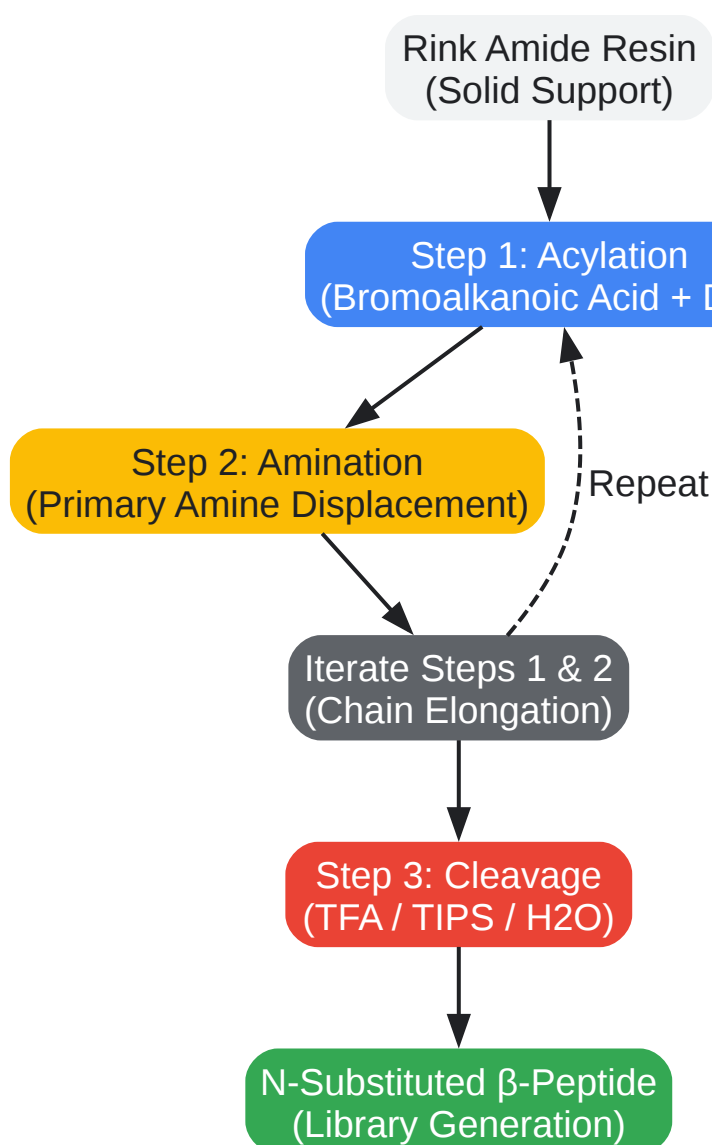 Rink Amide Resin
(Solid Support)
Step 1: Acylation
(Bromoalkanoic Acid + D
Step 2: Amination
(Primary Amine Displacement)
Repeat
Iterate Steps 1 & 2
(Chain Elongation)
Step 3: Cleavage
(TFA / TIPS / H2O)
N-Substituted β-Peptide
(Library Generation)